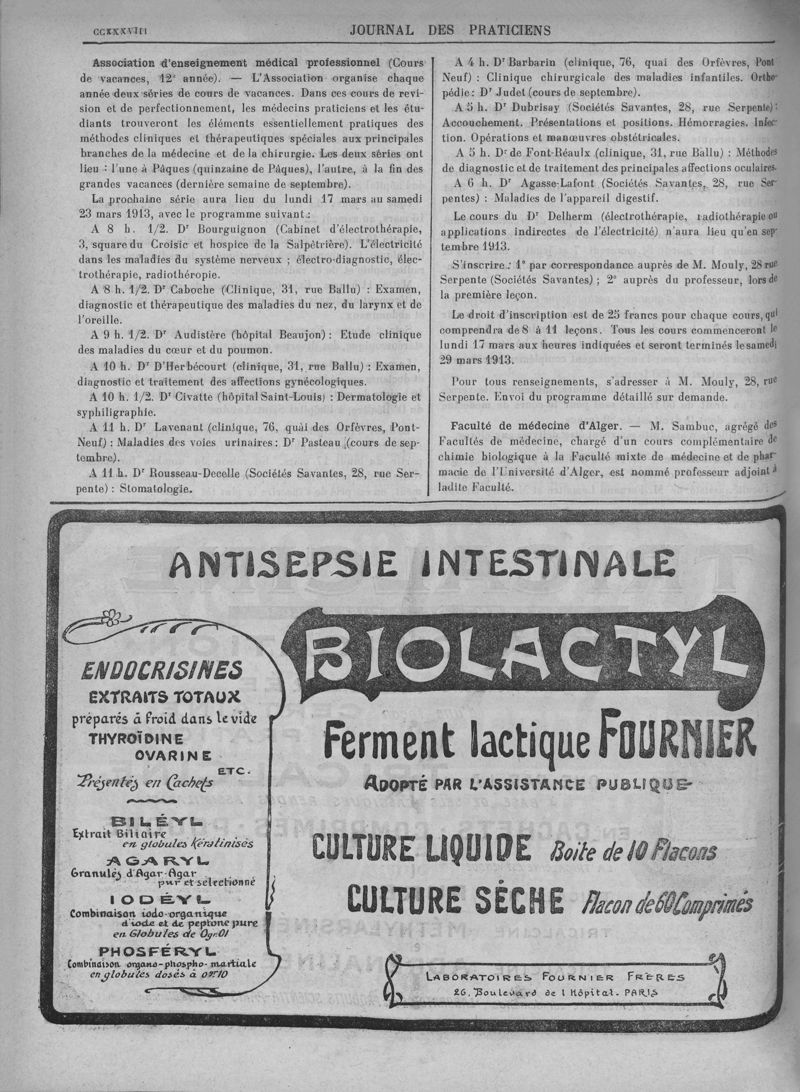 CCXXXVIII
JOURNAL DES PRATICIENS
Association d'enseignement médical professionnel (Cours
de vacances, 12e année). — L'Association organise chaque
année deux séries de cours de vacances. Dans ces cours de revi-
sion et de perfectionnement, les médecins praticiens et les étu-
diants trouveront les éléments essentiellement pratiques des
méthodes cliniques et thérapeutiques spéciales aux principales
branches de la médecine et de la chirurgie. Les deux séries ont
lieu : l'une à Pâques (quinzaine de Pâques), l'autre, à la fin des
grandes vacances (dernière semaine de septembre).
La prochaine série aura lieu du lundi 17 mars au samedi
23 mars 1913, avec le programme suivant :
A 8 h. 1/2. Dr Bourguignon (Cabinet d'électrothérapie,
3, square du Croisic et hospice de la Salpêtrière). L'électricité
dans les maladies du système nerveux ; électro-diagnostic, élec-
trothérapie, radiothéropie.
A 8 h. 1/2. Dr Caboche (Clinique, 31, rue Ballu) : Examen,
diagnostic et thérapeutique des maladies du nez, du larynx et de
l'oreille.
A 9 h. 1/2. Dr Audistère (hôpital Beaujon) : Etude clinique
des maladies du cœur et du poumon.
A 10 h. Dr D'Herbécourt (clinique, 31, rue Ballu) : Examen,
diagnostic et traitement des affections gynécologiques.
A 10 h. 1/2. Dr Civatte (hôpital Saint-Louis) : Dermatologie et
syphiligraphie.
A 11 h. Dr Lavenant (clinique, 76, quai des Orfèvres, Pont-
Neuf) : Maladies des voies urinaires : Dr Pasteau (cours de sep-
tembre).
A 11 h. Dr Rousseau-Decelle (Sociétés Savantes, 28, rue Ser-
pente) : Stomatologie.
A 4 h. Dr Barbarin (clinique, 76, quai des Orfèvres, Pont
Neuf) : Clinique chirurgicale des maladies infantiles. Ortho-
pédie : Dr Judet (cours de septembre).
A 5 h. Dr Dubrisay (Sociétés Savantes, 28, rue Serpente) :
Accouchement. Présentations et positions. Hémorragies. Infec-
tion. Opérations et manœuvres obstétricales.
A 5 h. Dr de Font-Réaulx (clinique, 31, rue Ballu) : Méthodes
de diagnostic et de traitement des principales affections oculaires.
A 6 h. Dr Agasse-Lafont (Sociétés Savantes, 28, rue Ser-
pentes) : Maladies de l'appareil digestif.
Le cours du Dr Delherm (électrothérapie, radiothérapie ou
applications indirectes de l'électricité) n'aura lieu qu'en sep-
tembre 1913.
S'inscrire : 1° par correspondance auprès de M. Mouly, 28 rue
Serpente (Sociétés Savantes) ; 2° auprès du professeur, lors de
la première leçon.
Le droit d'inscription est de 25 francs pour chaque cours, qui
comprendra de 8 à 11 leçons. Tous les cours commenceront le
lundi 17 mars aux heures indiquées et seront terminés le samedi
29 mars 1913.
Pour tous renseignements, s'adresser à M. Mouly, 28, rue
Serpente. Envoi du programme détaillé sur demande.
Faculté de médecine d'Alger. — M. Sambuc, agrégé des
Facultés de médecine, chargé d'un cours complémentaire de
chimie biologique à la Faculté mixte de médecine et de phar-
macie de l'Université d'Alger, est nommé professeur adjoint à
ladite Faculté.
ANTISEPSIE INTESTINALE
ENDOCRISINES
EXTRAITS TOTAUX
préparés à froid dans le vide
THYROÏDINE
OVARINE
ETC.
Présentés en Cachets
BILÉYL
Extrait Biliaire
en globules Kératinisés
AGARYL
Granulés d'Agar-Agar
pur et sélectionné
IODÉYL
Combinaison iodo-organique
d'iode et de peptone pure
en Globules de 0gr.01
PHOSFÉRYL
Combinaison organo-phospho-martiale
en globules dosés à 0gr.10
BIOLACTYL
Ferment lactique FOURNIER
ADOPTÉ PAR L'ASSISTANCE PUBLIQUE
CULTURE LIQUIDE Boite de 10 Flacons
CULTURE SÉCHE Flacon de 60 Comprimés
LABORATOIRES FOURNIER FRÈRES
26, Boulevard de l'Hôpital. PARIS